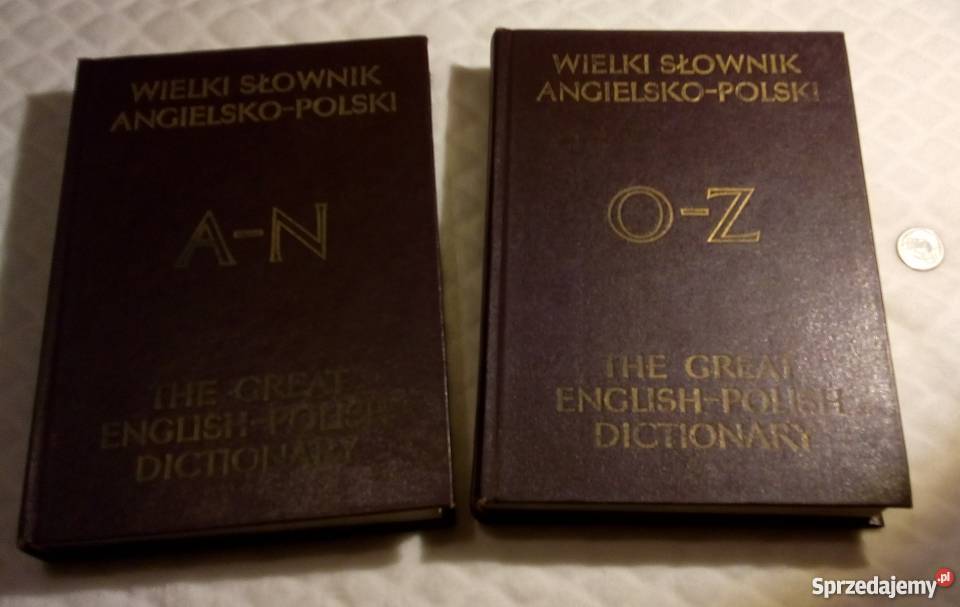 WIELKI SŁOWNIK
ANGIELSKO-POLSKI
A-N
THE GREAT
ENGLISH-POLISH
DICTIONARY
WIELKI SŁOWNIK
ANGIELSKO-POLSKI
O-Z
THE GREAT
ENGLISH-POLISH
DICTIONARY
Sprzedajemy.pl